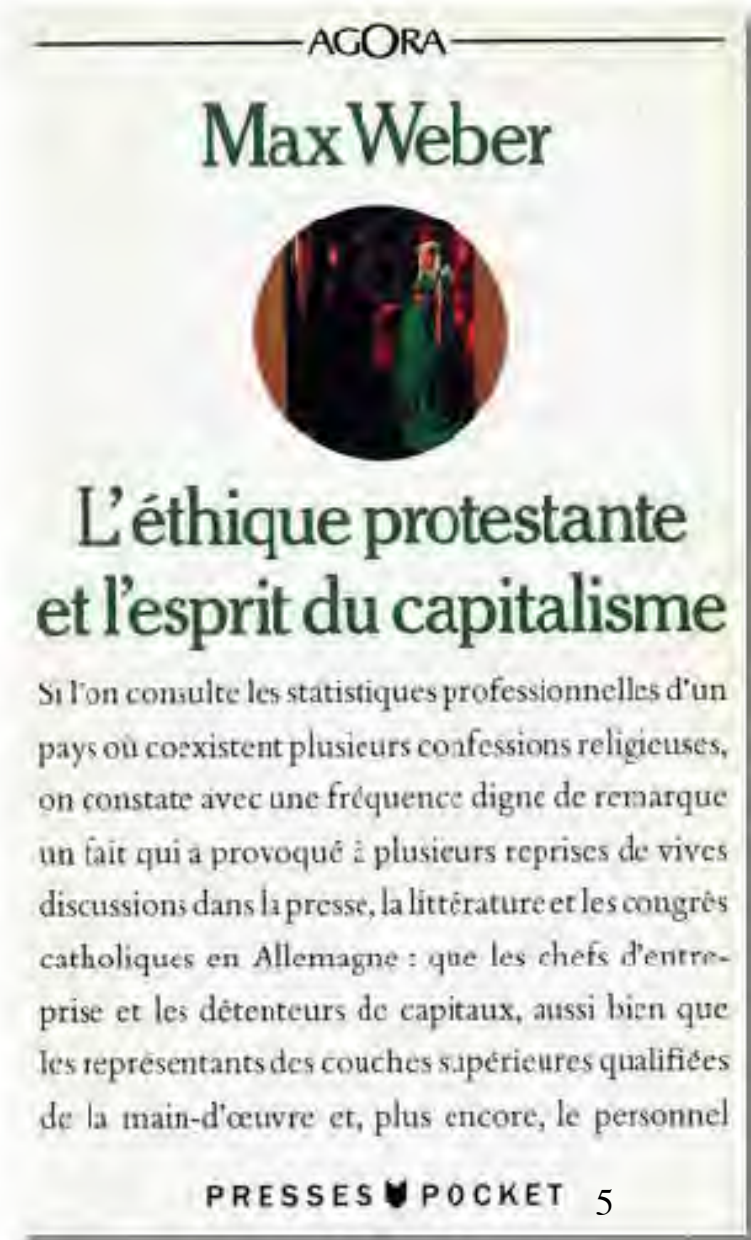 AGORA
Max Weber
L'éthique protestante
et l'esprit du capitalisme
Si l'on consulte les statistiques professionnelles d'un
pays où coexistent plusieurs confessions religieuses,
on constate avec une fréquence digne de remarque
un fait qui a provoqué à plusieurs reprises de vives
discussions dans la presse, la littérature et les congrès
catholiques en Allemagne : que les chefs d'entre-
prise et les détenteurs de capitaux, aussi bien que
les représentants des couches supérieures qualifiées
de la main-d'œuvre et, plus encore, le personnel
PRESSES POCKET 5